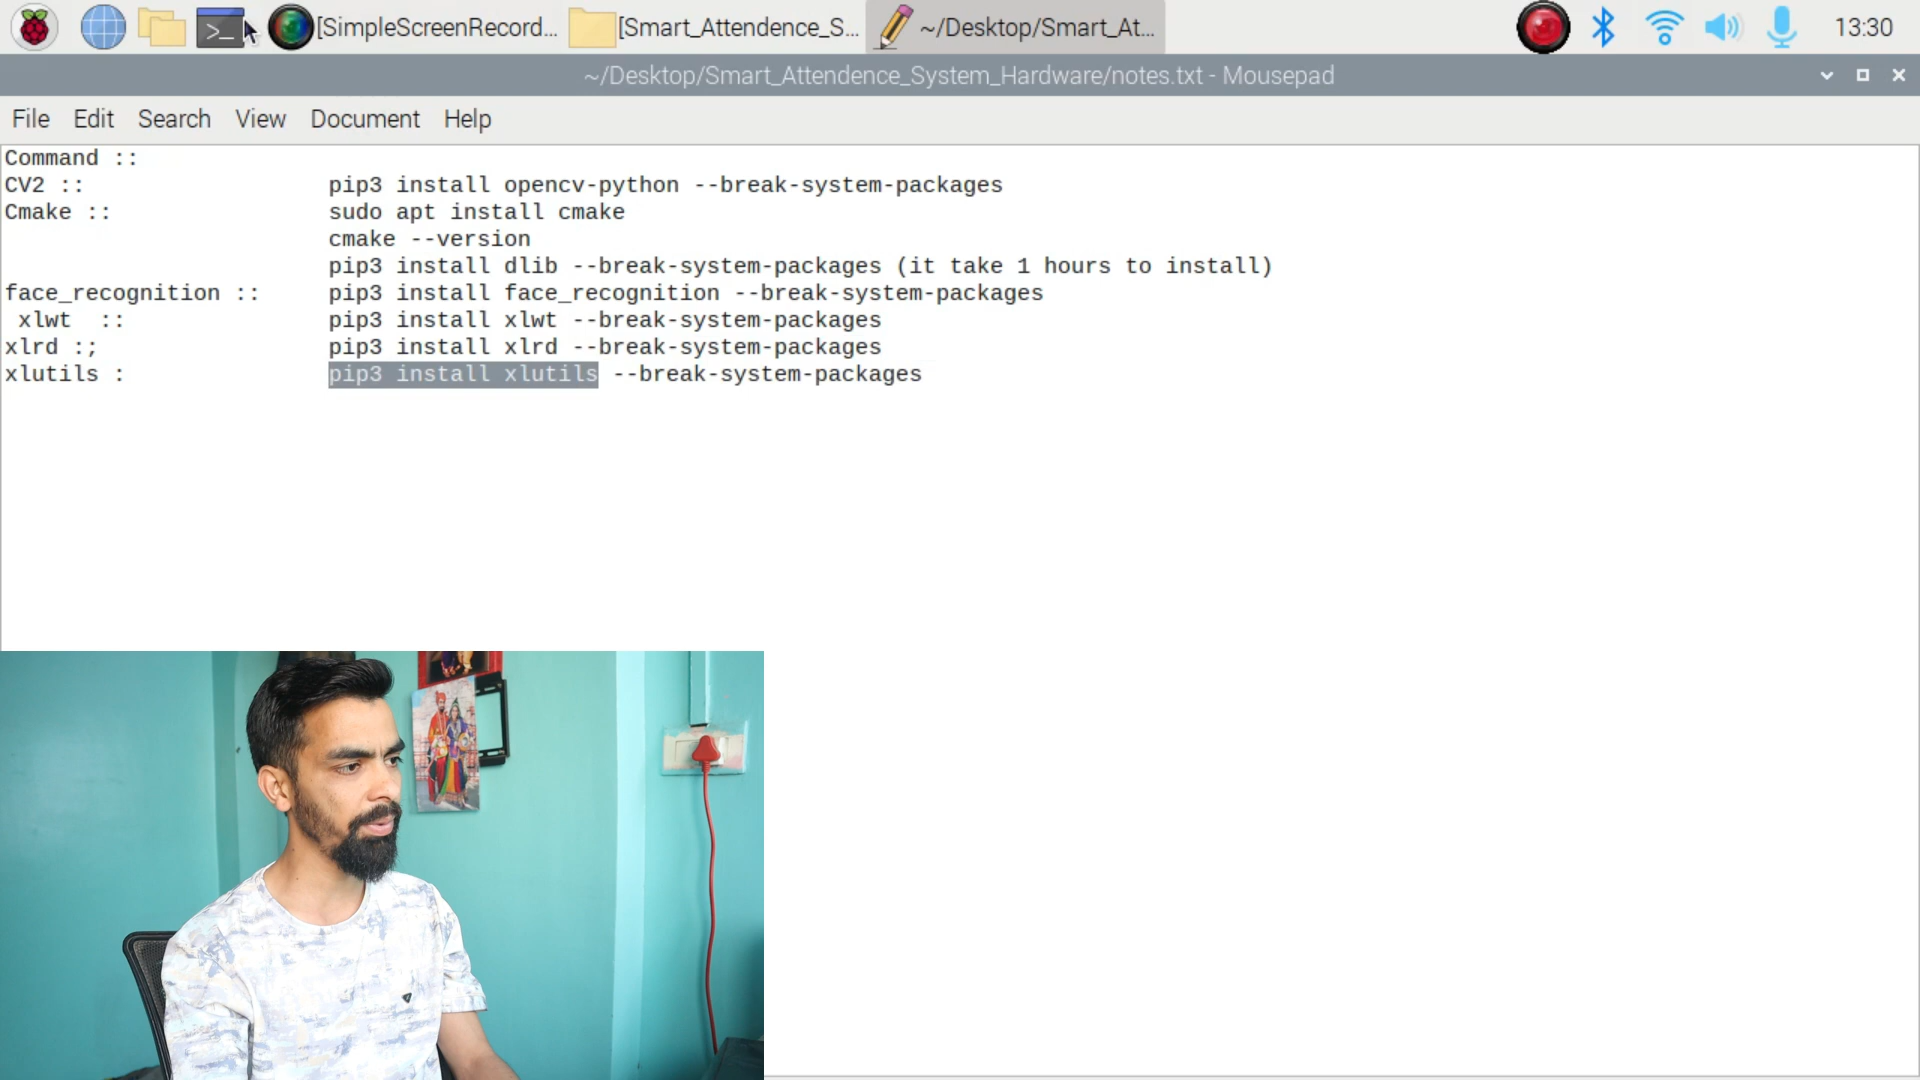 [SimpleScreenRecord... [Smart_Attendence_S... ~/Desktop/Smart_At... 13:30
~/Desktop/Smart_Attendence_System_Hardware/notes.txt - Mousepad
File Edit Search View Document Help
Command ::
CV2 :: pip3 install opencv-python --break-system-packages
Cmake :: sudo apt install cmake
cmake --version
pip3 install dlib --break-system-packages (it take 1 hours to install)
face_recognition :: pip3 install face_recognition --break-system-packages
xlwt :: pip3 install xlwt --break-system-packages
xlrd :; pip3 install xlrd --break-system-packages
xlutils : pip3 install xlutils --break-system-packages